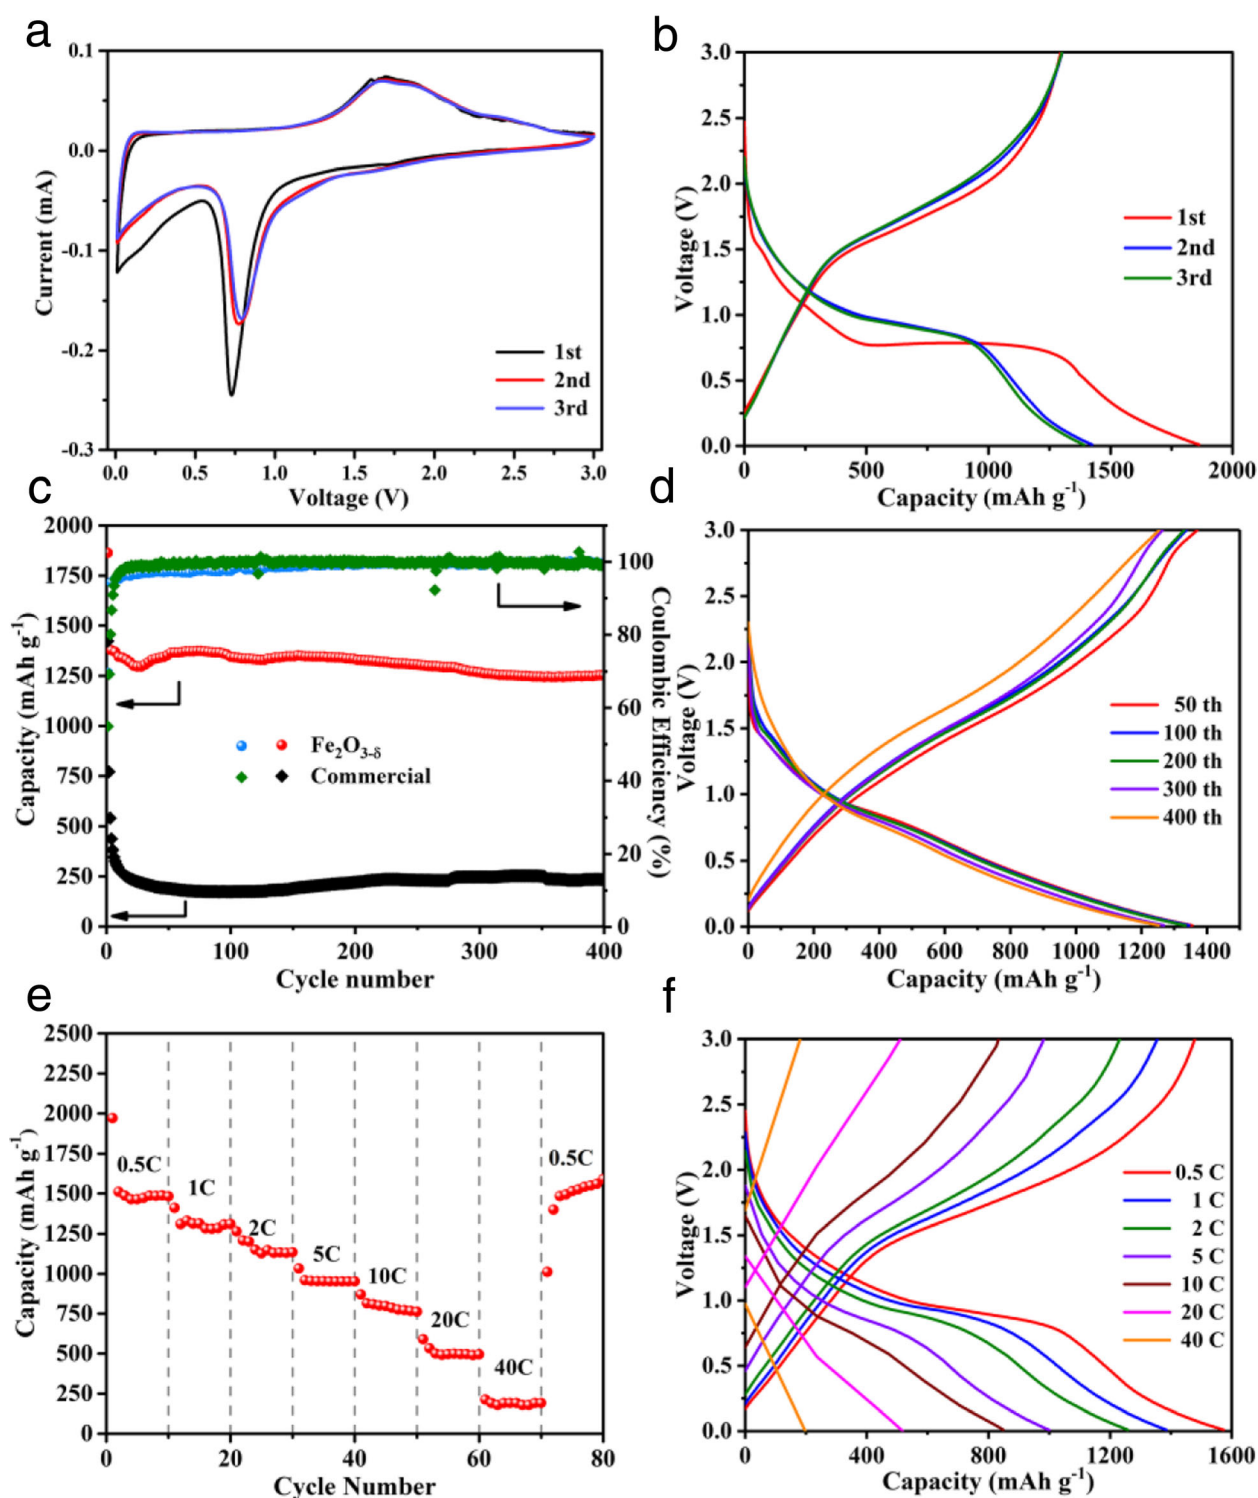 a
0.1
0.0
-0.1
-0.2
-0.3
Current (mA)
1st
2nd
3rd
0.0 0.5 1.0 1.5 2.0 2.5 3.0
Voltage (V)
b
3.0
2.5
2.0
1.5
1.0
0.5
0.0
Voltage (V)
1st
2nd
3rd
0 500 1000 1500 2000
Capacity (mAh g⁻¹)
c
2000
1750
1500
1250
1000
750
500
250
0
Capacity (mAh g⁻¹)
100
80
60
40
20
0
Coulombic Efficiency (%)
Fe₂O₃₋δ
Commercial
0 100 200 300 400
Cycle number
d
3.0
2.5
2.0
1.5
1.0
0.5
0.0
Voltage (V)
50 th
100 th
200 th
300 th
400 th
0 200 400 600 800 1000 1200 1400
Capacity (mAh g⁻¹)
e
2500
2250
2000
1750
1500
1250
1000
750
500
250
0
Capacity (mAh g⁻¹)
0.5C
1C
2C
5C
10C
20C
40C
0.5C
0 20 40 60 80
Cycle Number
f
3.0
2.5
2.0
1.5
1.0
0.5
0.0
Voltage (V)
0.5 C
1 C
2 C
5 C
10 C
20 C
40 C
0 400 800 1200 1600
Capacity (mAh g⁻¹)